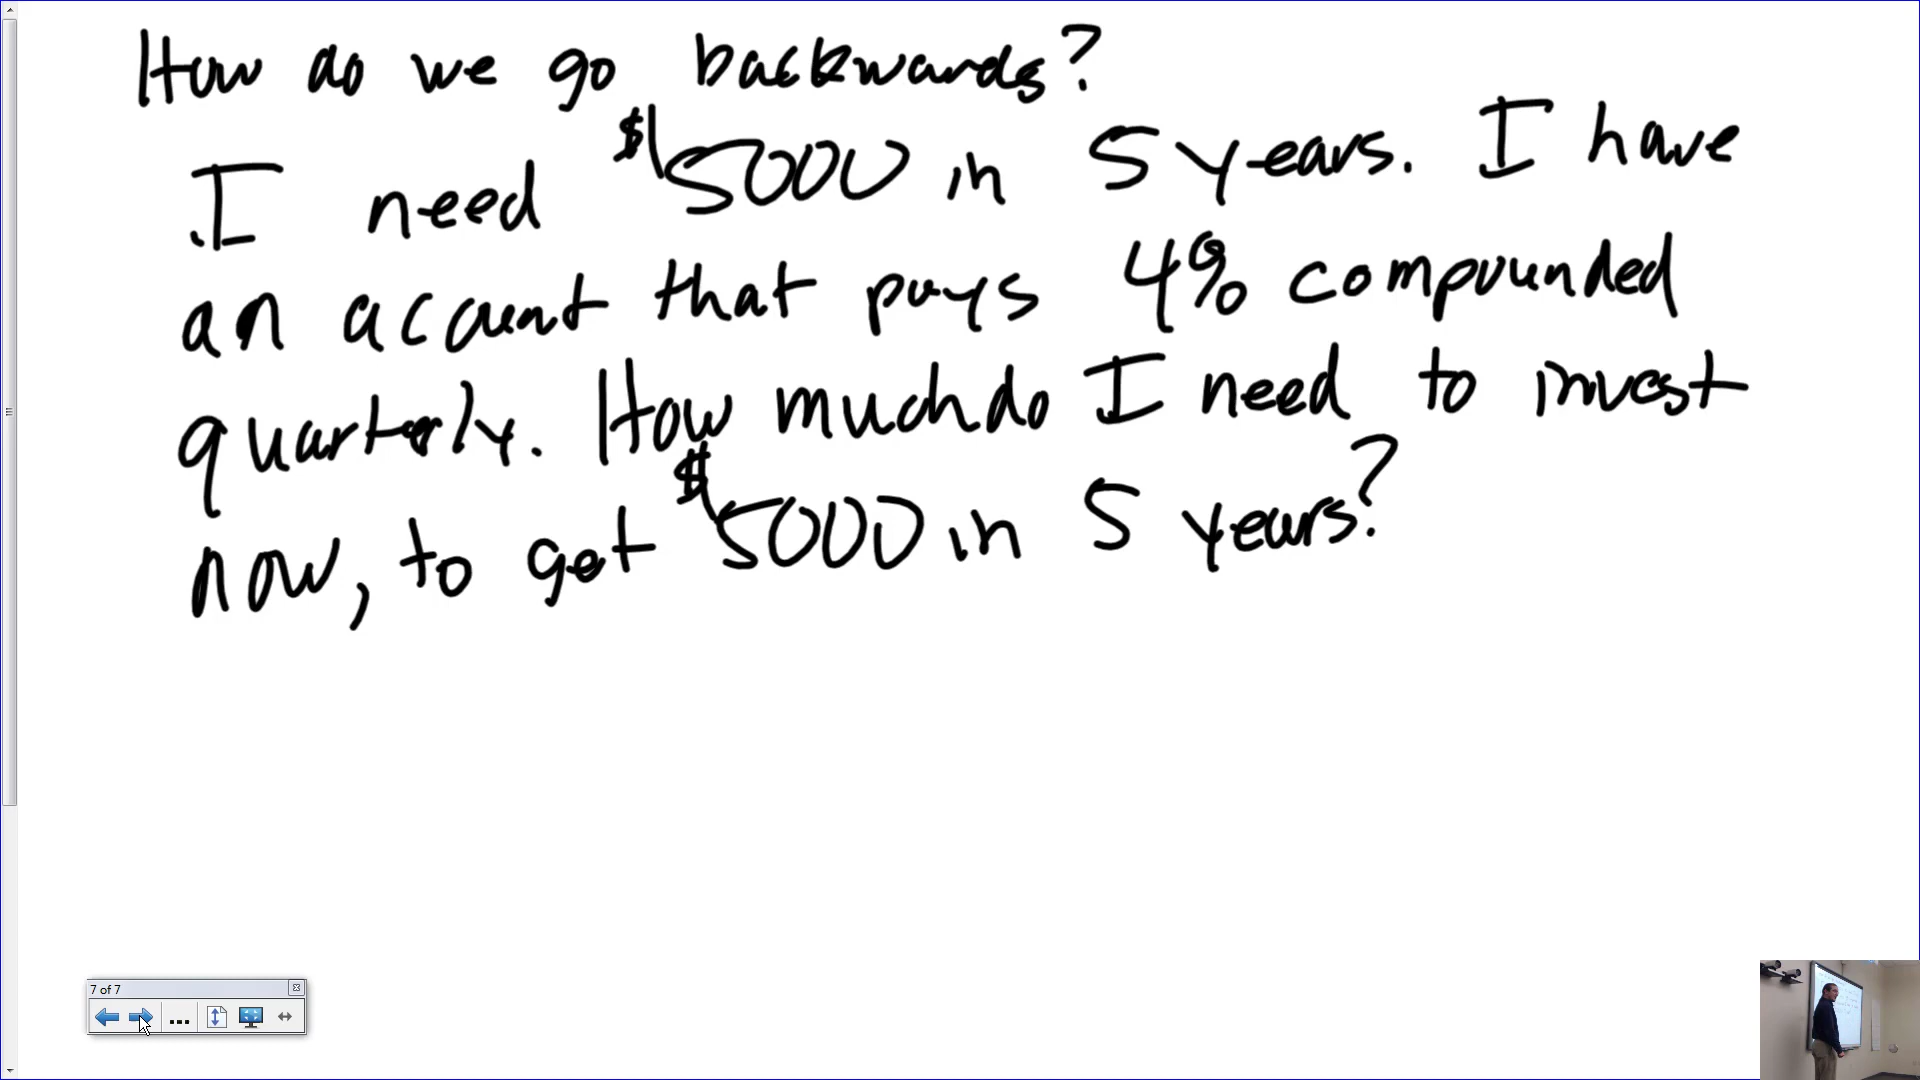 How do we go backwards?
I need $5000 in 5 years. I have
an account that pays 4% compounded
quarterly. How much do I need to invest
now, to get $5000 in 5 years?
7 of 7